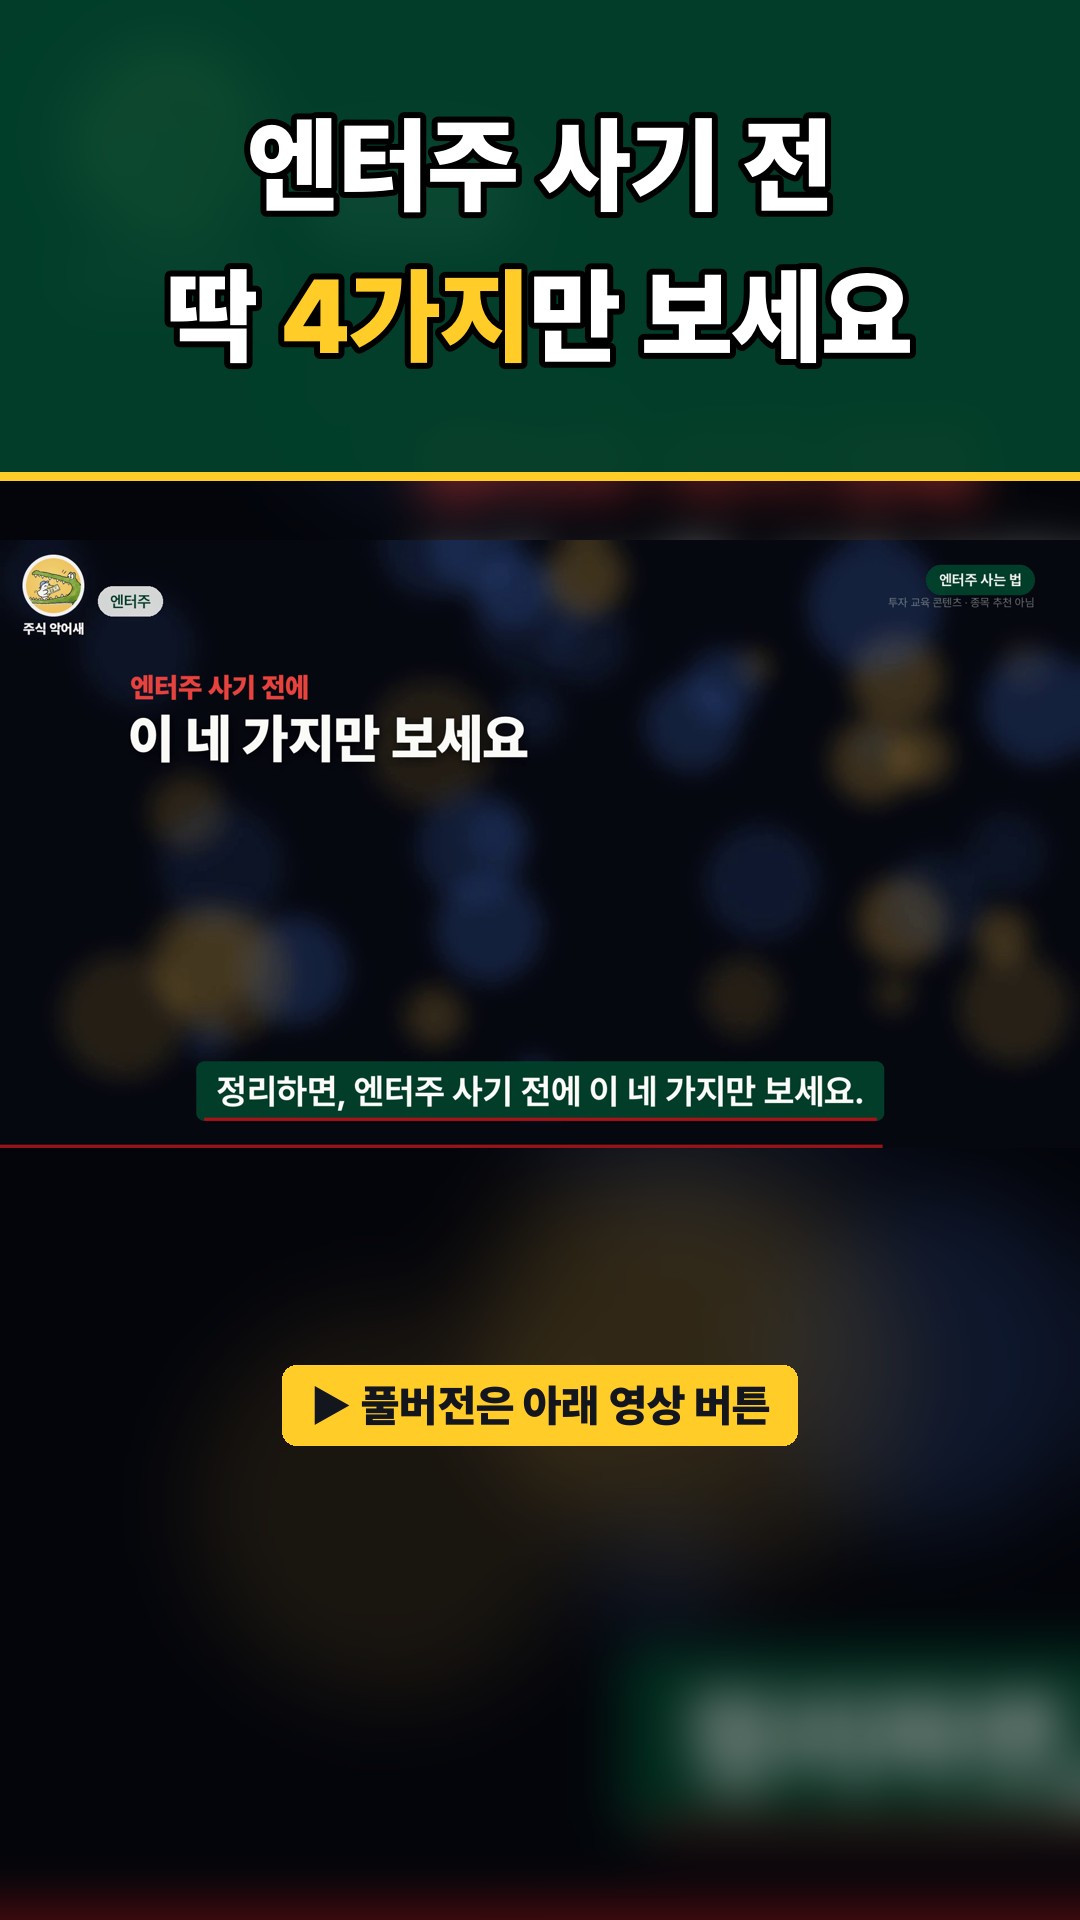 엔터주 사기 전
딱 4가지만 보세요
주식 악어새
엔터주
엔터주 사는 법
투자 교육 콘텐츠 · 종목 추천 아님
엔터주 사기 전에
이 네 가지만 보세요
정리하면, 엔터주 사기 전에 이 네 가지만 보세요.
▶ 풀버전은 아래 영상 버튼